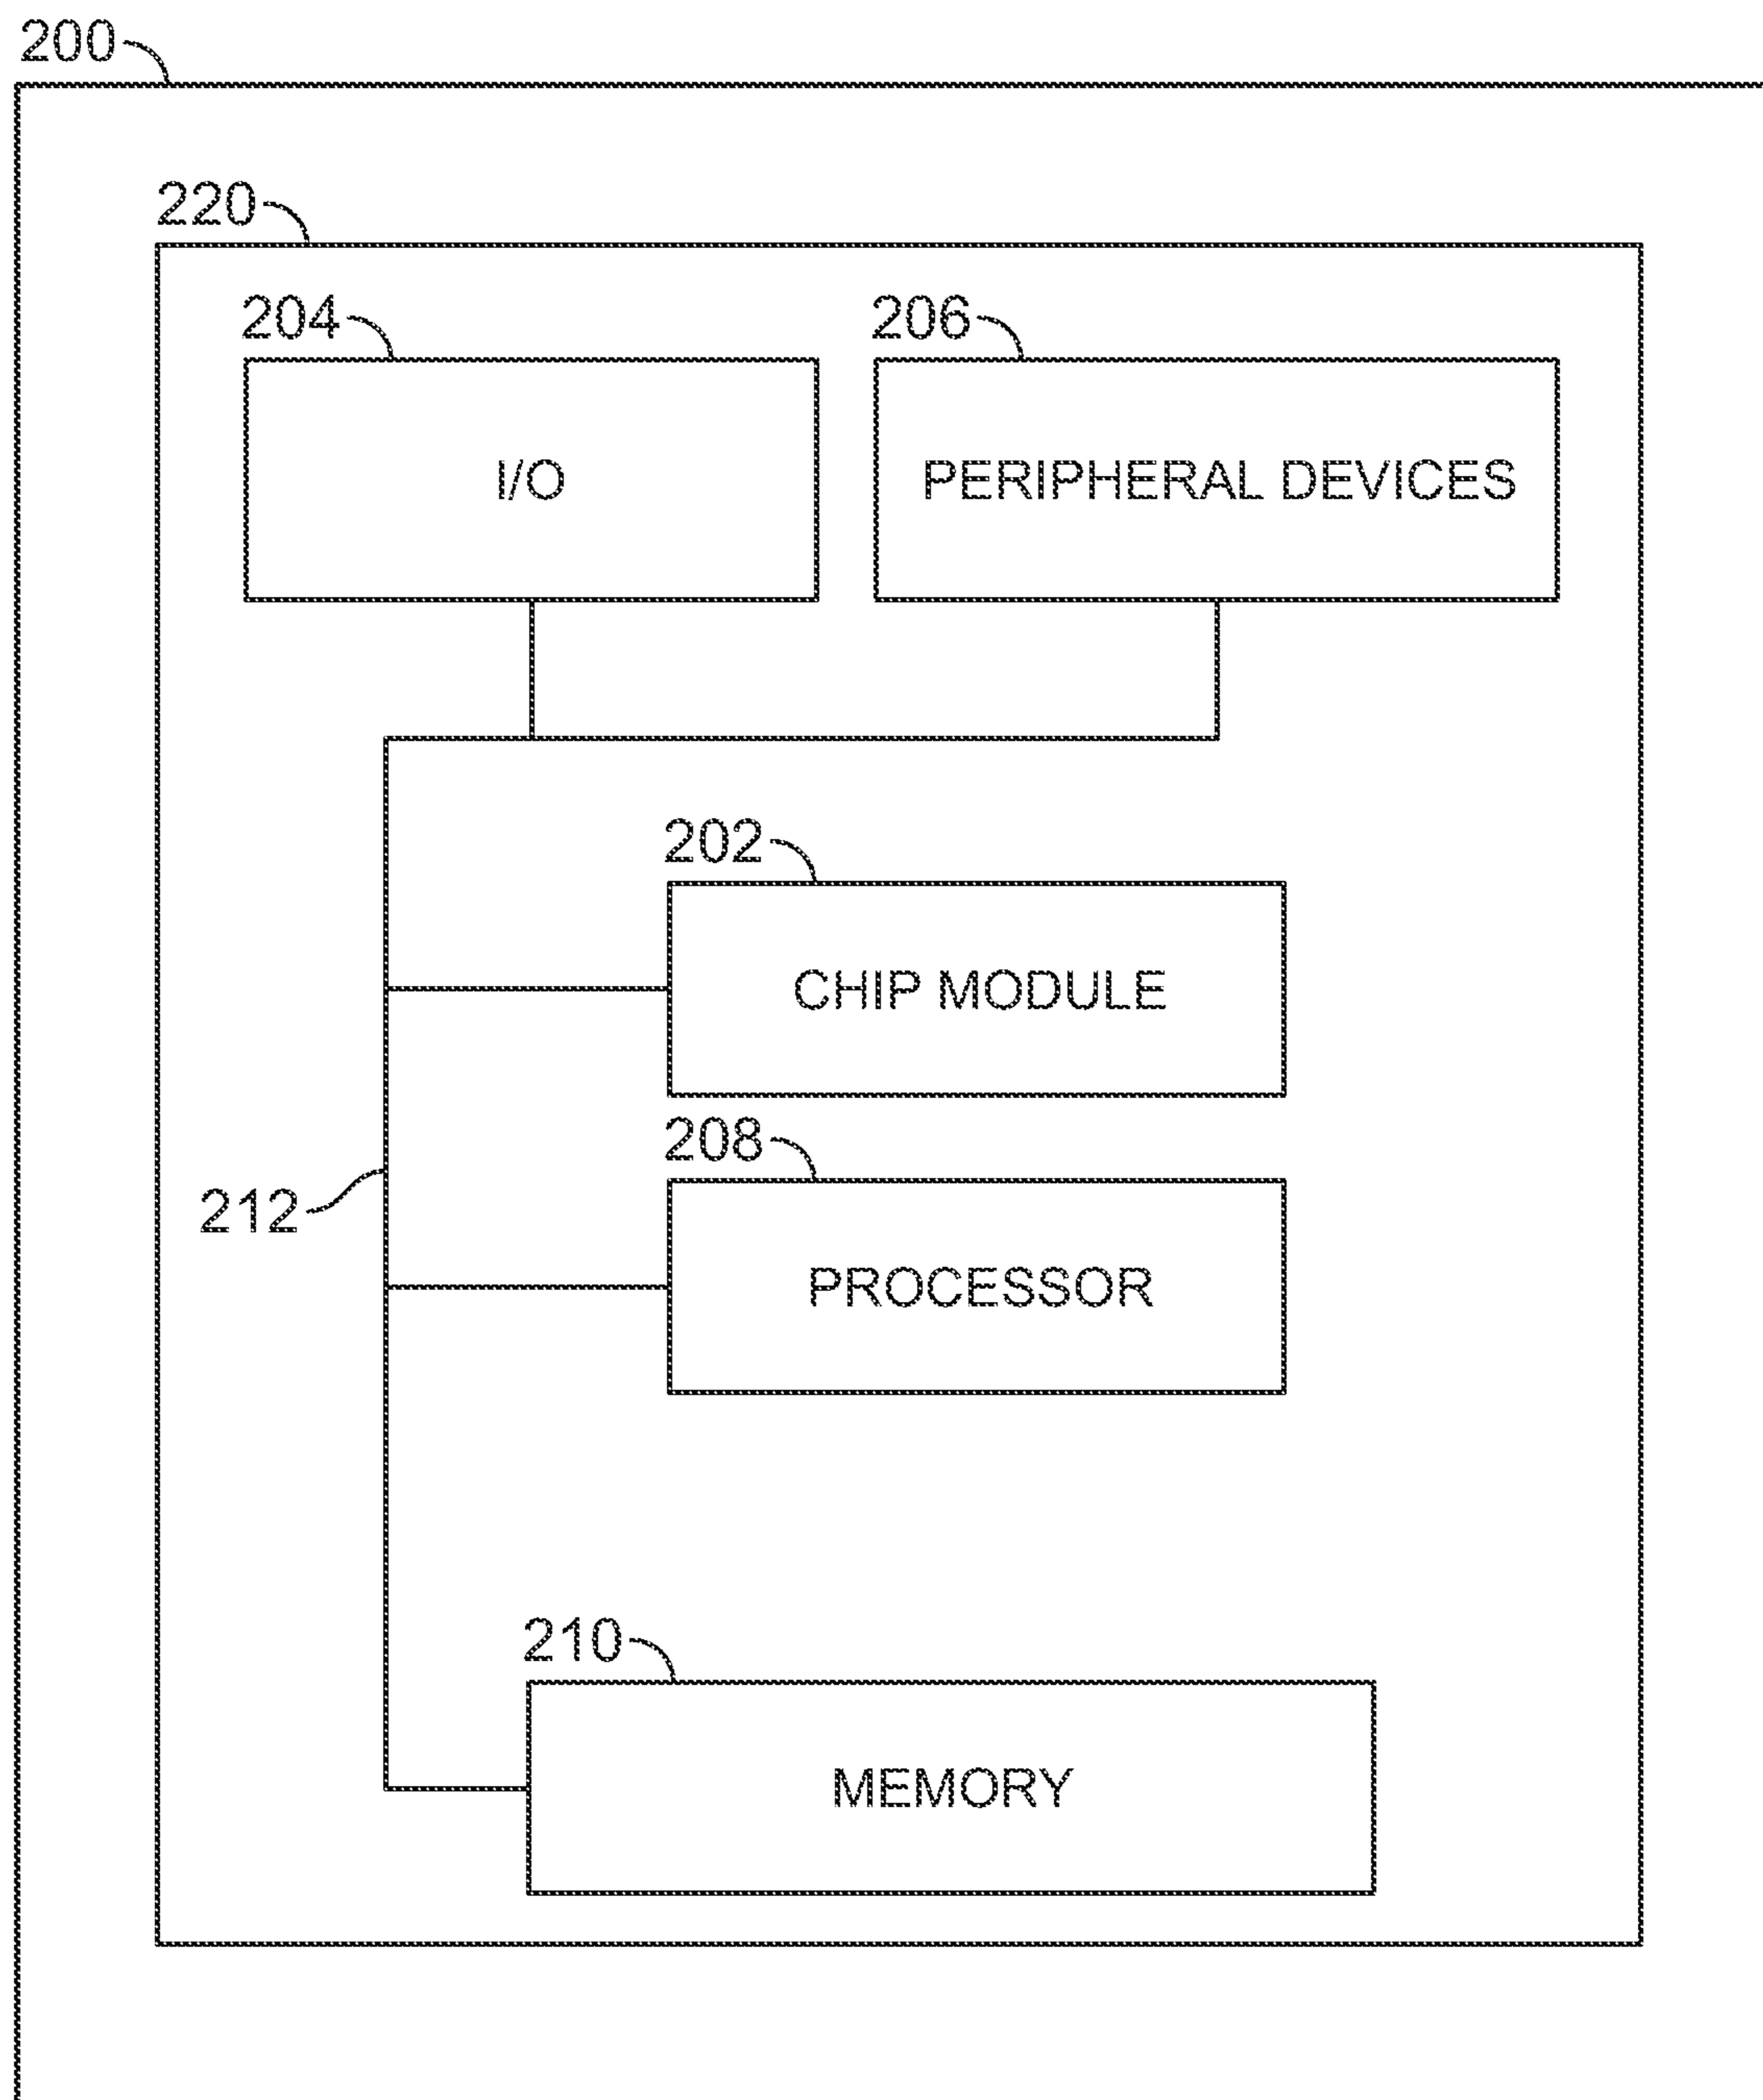 200
220
204
206
I/O
PERIPHERAL DEVICES
202
CHIP MODULE
208
212
PROCESSOR
210
MEMORY